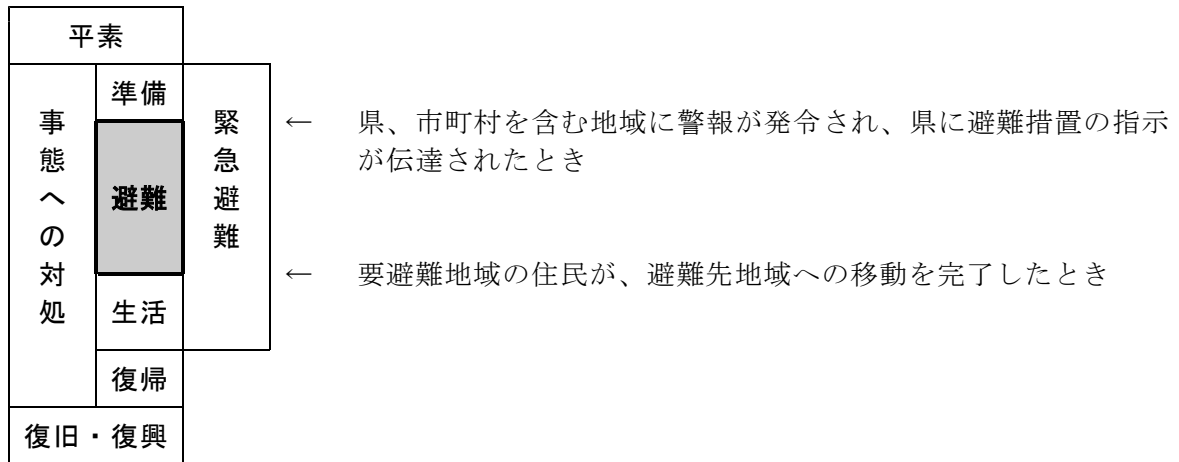 平素
事態への対処
準備
避難
生活
復帰
緊急避難
復旧・復興
← 県、市町村を含む地域に警報が発令され、県に避難措置の指示
が伝達されたとき
← 要避難地域の住民が、避難先地域への移動を完了したとき